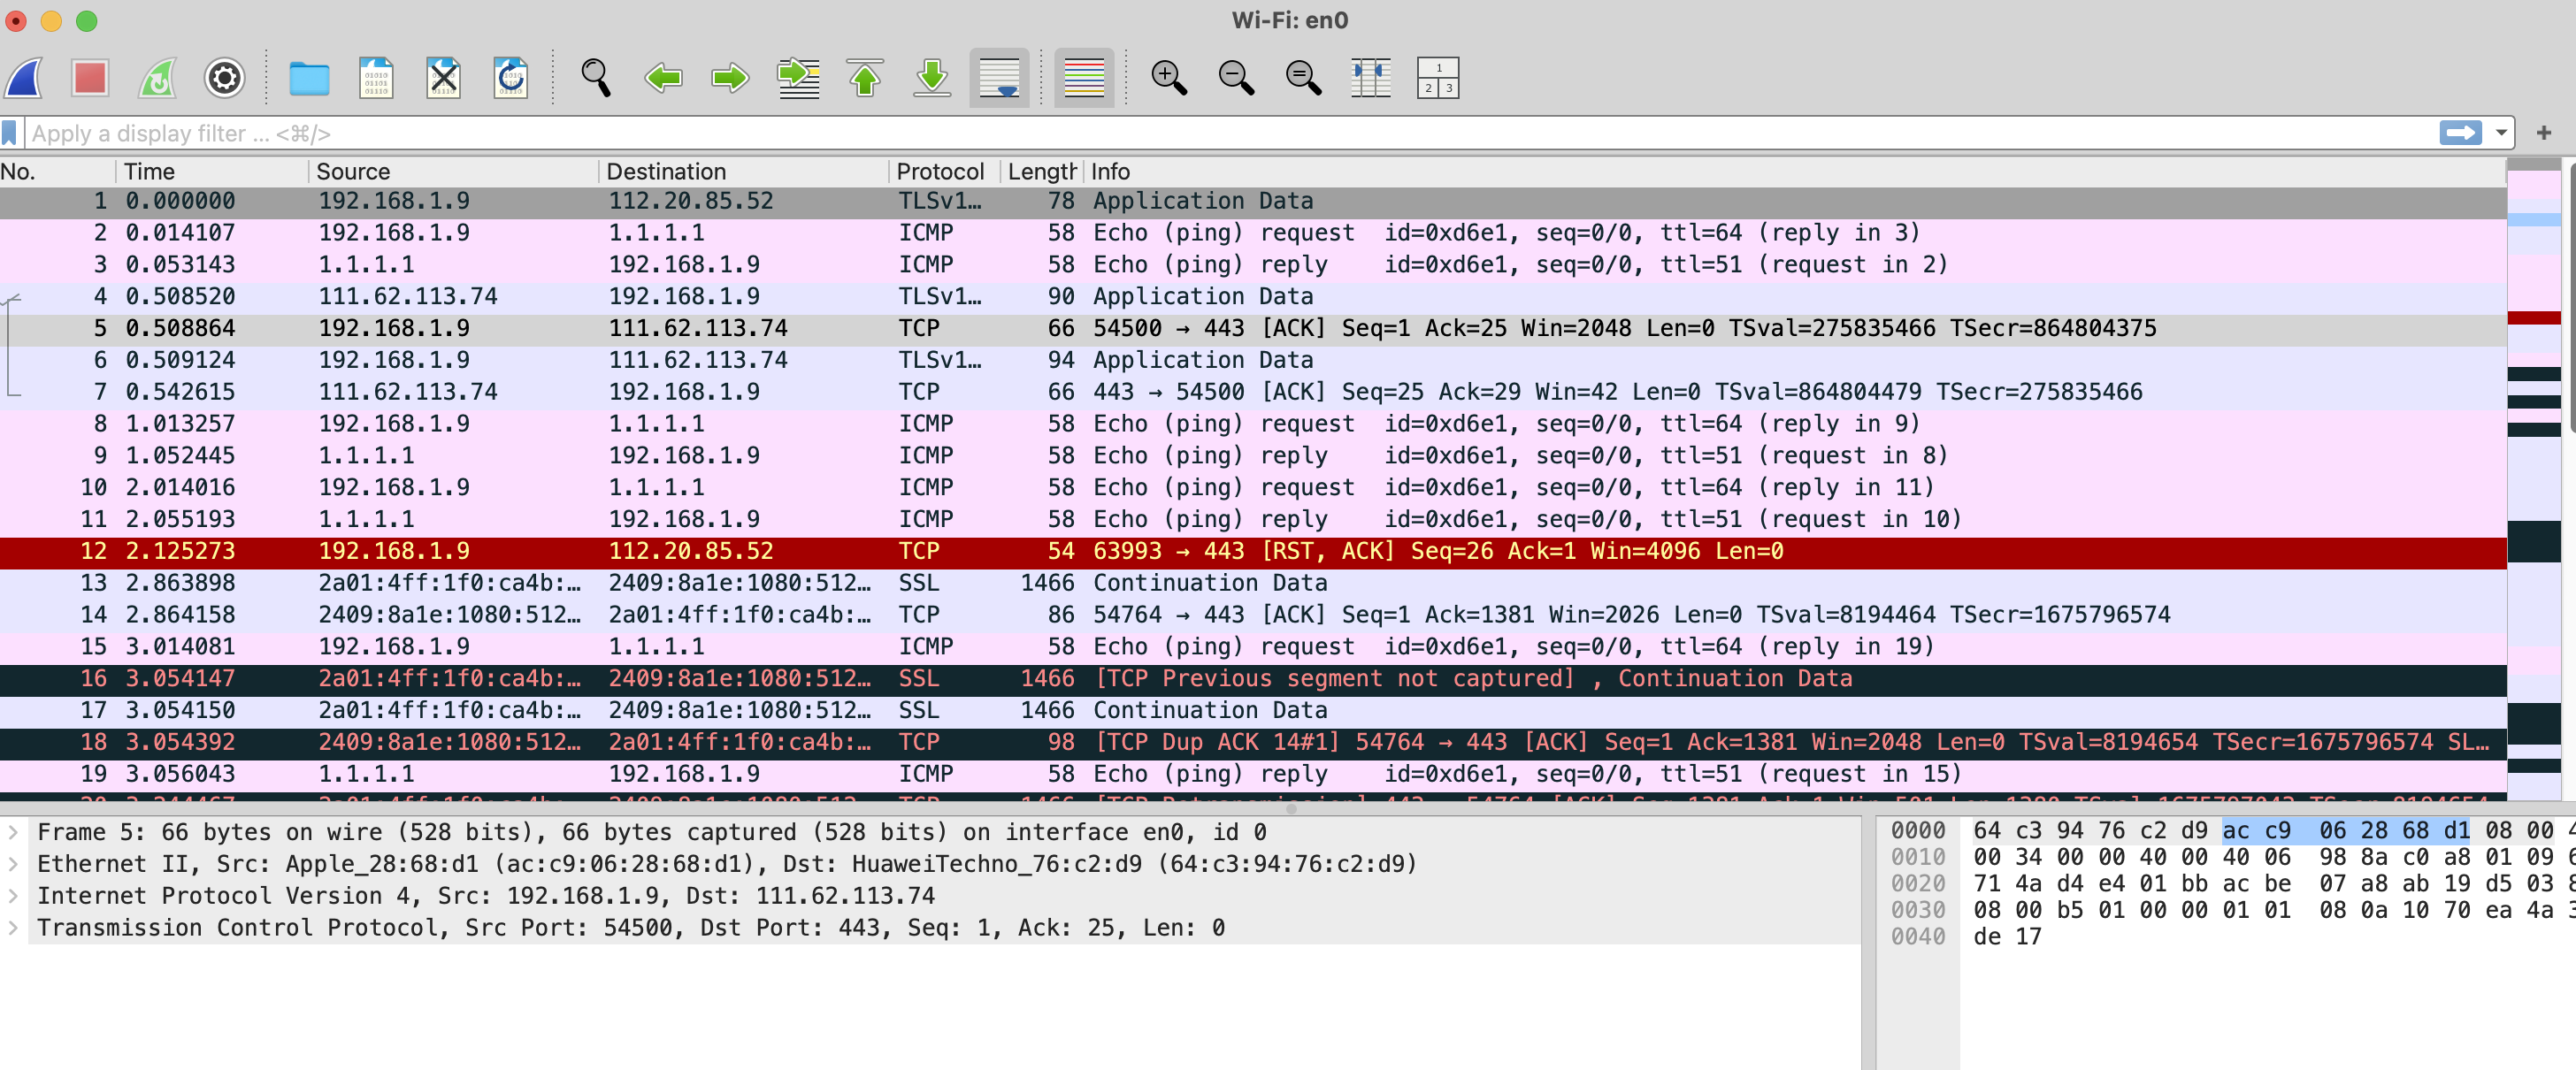 Wi-Fi: en0
Apply a display filter … <⌘/>
No. Time Source Destination Protocol Length Info
1 0.000000 192.168.1.9 112.20.85.52 TLSv1… 78 Application Data
2 0.014107 192.168.1.9 1.1.1.1 ICMP 58 Echo (ping) request id=0xd6e1, seq=0/0, ttl=64 (reply in 3)
3 0.053143 1.1.1.1 192.168.1.9 ICMP 58 Echo (ping) reply id=0xd6e1, seq=0/0, ttl=51 (request in 2)
4 0.508520 111.62.113.74 192.168.1.9 TLSv1… 90 Application Data
5 0.508864 192.168.1.9 111.62.113.74 TCP 66 54500 → 443 [ACK] Seq=1 Ack=25 Win=2048 Len=0 TSval=275835466 TSecr=864804375
6 0.509124 192.168.1.9 111.62.113.74 TLSv1… 94 Application Data
7 0.542615 111.62.113.74 192.168.1.9 TCP 66 443 → 54500 [ACK] Seq=25 Ack=29 Win=42 Len=0 TSval=864804479 TSecr=275835466
8 1.013257 192.168.1.9 1.1.1.1 ICMP 58 Echo (ping) request id=0xd6e1, seq=0/0, ttl=64 (reply in 9)
9 1.052445 1.1.1.1 192.168.1.9 ICMP 58 Echo (ping) reply id=0xd6e1, seq=0/0, ttl=51 (request in 8)
10 2.014016 192.168.1.9 1.1.1.1 ICMP 58 Echo (ping) request id=0xd6e1, seq=0/0, ttl=64 (reply in 11)
11 2.055193 1.1.1.1 192.168.1.9 ICMP 58 Echo (ping) reply id=0xd6e1, seq=0/0, ttl=51 (request in 10)
12 2.125273 192.168.1.9 112.20.85.52 TCP 54 63993 → 443 [RST, ACK] Seq=26 Ack=1 Win=4096 Len=0
13 2.863898 2a01:4ff:1f0:ca4b:… 2409:8a1e:1080:512… SSL 1466 Continuation Data
14 2.864158 2409:8a1e:1080:512… 2a01:4ff:1f0:ca4b:… TCP 86 54764 → 443 [ACK] Seq=1 Ack=1381 Win=2026 Len=0 TSval=8194464 TSecr=1675796574
15 3.014081 192.168.1.9 1.1.1.1 ICMP 58 Echo (ping) request id=0xd6e1, seq=0/0, ttl=64 (reply in 19)
16 3.054147 2a01:4ff:1f0:ca4b:… 2409:8a1e:1080:512… SSL 1466 [TCP Previous segment not captured] , Continuation Data
17 3.054150 2a01:4ff:1f0:ca4b:… 2409:8a1e:1080:512… SSL 1466 Continuation Data
18 3.054392 2409:8a1e:1080:512… 2a01:4ff:1f0:ca4b:… TCP 98 [TCP Dup ACK 14#1] 54764 → 443 [ACK] Seq=1 Ack=1381 Win=2048 Len=0 TSval=8194654 TSecr=1675796574 SL…
19 3.056043 1.1.1.1 192.168.1.9 ICMP 58 Echo (ping) reply id=0xd6e1, seq=0/0, ttl=51 (request in 15)
Frame 5: 66 bytes on wire (528 bits), 66 bytes captured (528 bits) on interface en0, id 0
Ethernet II, Src: Apple_28:68:d1 (ac:c9:06:28:68:d1), Dst: HuaweiTechno_76:c2:d9 (64:c3:94:76:c2:d9)
Internet Protocol Version 4, Src: 192.168.1.9, Dst: 111.62.113.74
Transmission Control Protocol, Src Port: 54500, Dst Port: 443, Seq: 1, Ack: 25, Len: 0
0000 64 c3 94 76 c2 d9 ac c9 06 28 68 d1 08 00
0010 00 34 00 00 40 00 40 06 98 8a c0 a8 01 09
0020 71 4a d4 e4 01 bb ac be 07 a8 ab 19 d5 03
0030 08 00 b5 01 00 00 01 01 08 0a 10 70 ea 4a
0040 de 17